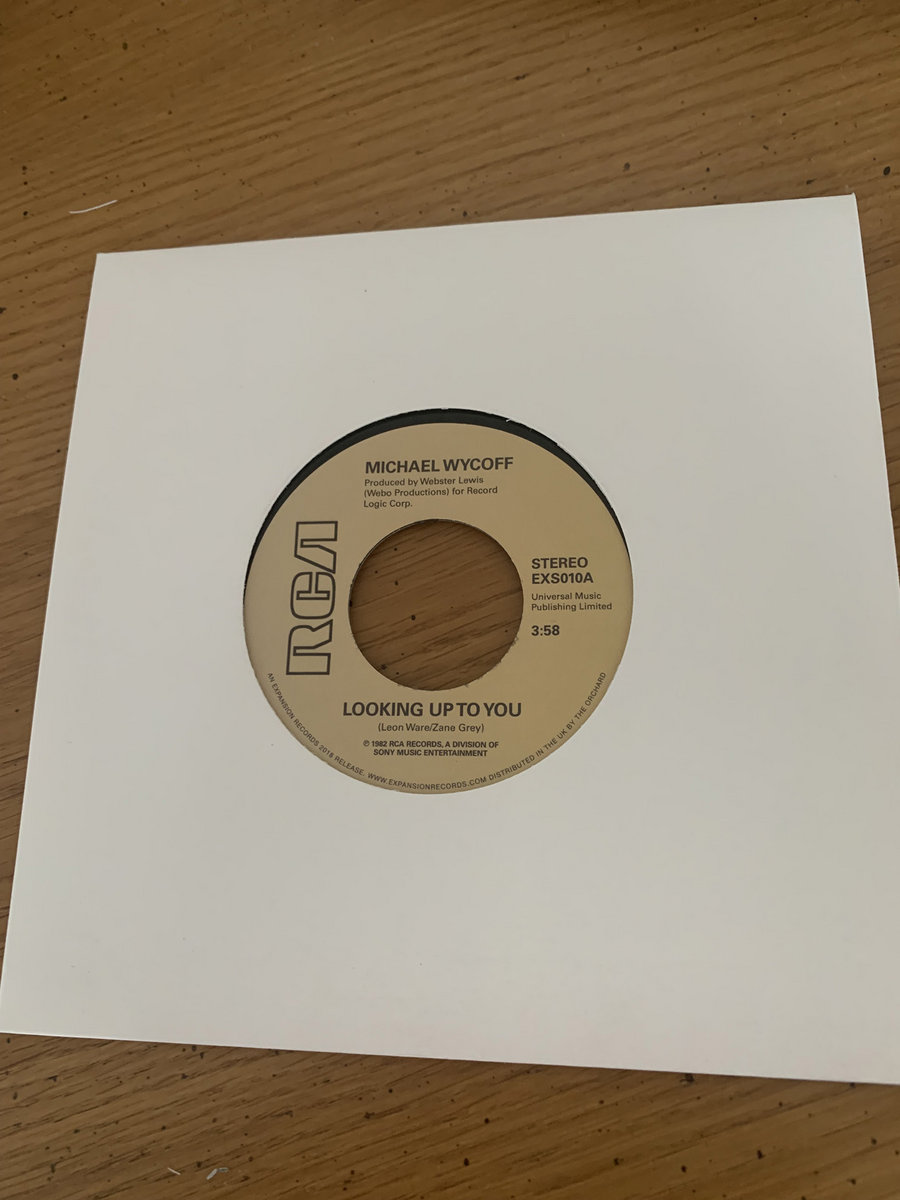 MICHAEL WYCOFF
Produced by Webster Lewis
(Webo Productions) for Record
Logic Corp.
RCA
STEREO
EXS010A
Universal Music
Publishing Limited
3:58
LOOKING UP TO YOU
(Leon Ware/Zane Grey)
℗ 1982 RCA RECORDS, A DIVISION OF
SONY MUSIC ENTERTAINMENT
AN EXPANSION RECORDS 2018 RELEASE. WWW.EXPANSIONRECORDS.COM DISTRIBUTED IN THE UK BY THE ORCHARD